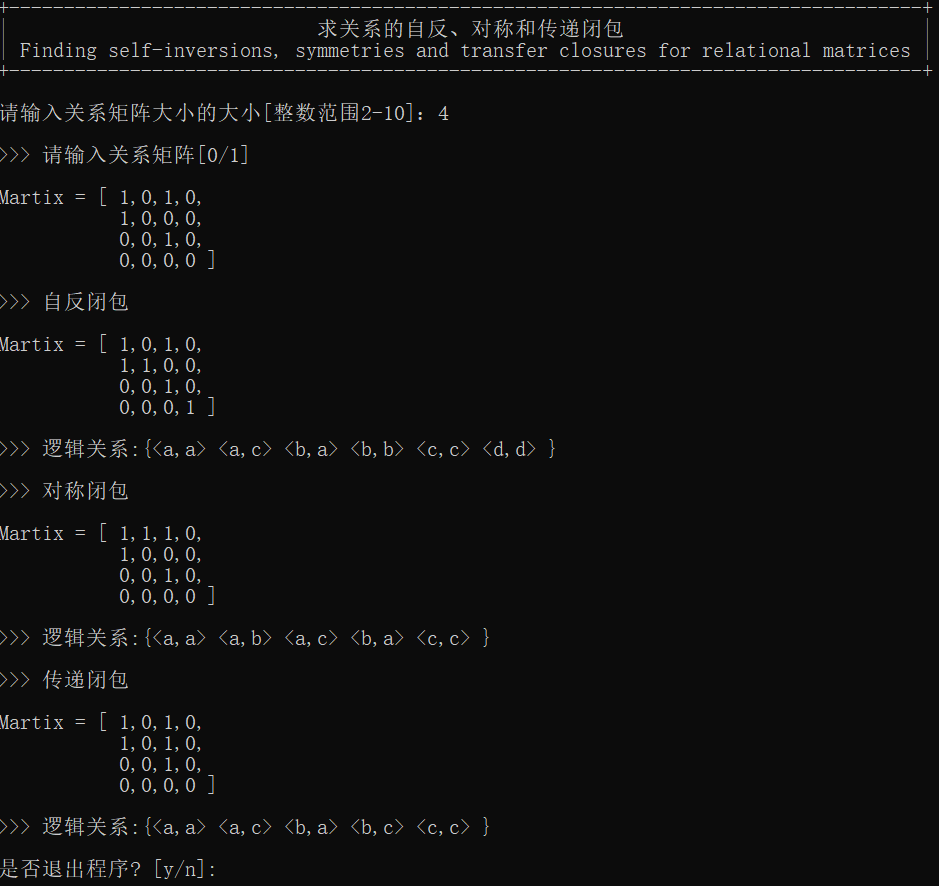 求关系的自反、对称和传递闭包
Finding self-inversions, symmetries and transfer closures for relational matrices
请输入关系矩阵大小的大小[整数范围2-10]: 4
>>> 请输入关系矩阵[0/1]
Martix = [ 1,0,1,0,
1,0,0,0,
0,0,1,0,
0,0,0,0 ]
>>> 自反闭包
Martix = [ 1,0,1,0,
1,1,0,0,
0,0,1,0,
0,0,0,1 ]
>>> 逻辑关系:{<a,a> <a,c> <b,a> <b,b> <c,c> <d,d> }
>>> 对称闭包
Martix = [ 1,1,1,0,
1,0,0,0,
0,0,1,0,
0,0,0,0 ]
>>> 逻辑关系:{<a,a> <a,b> <a,c> <b,a> <c,c> }
>>> 传递闭包
Martix = [ 1,0,1,0,
1,0,1,0,
0,0,1,0,
0,0,0,0 ]
>>> 逻辑关系:{<a,a> <a,c> <b,a> <b,c> <c,c> }
是否退出程序? [y/n]: